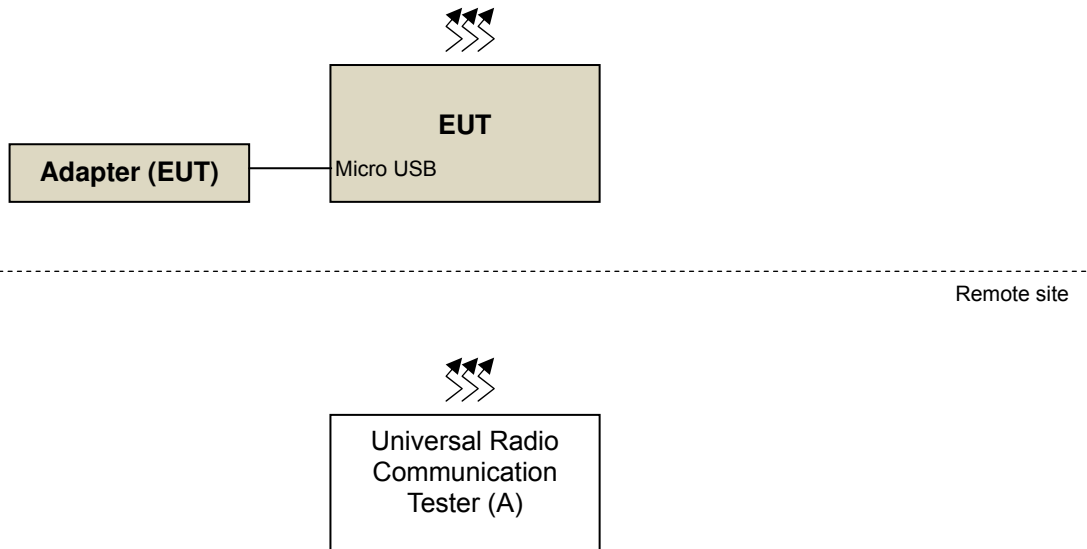 EUT
Adapter (EUT)
Micro USB
Remote site
Universal Radio
Communication
Tester (A)